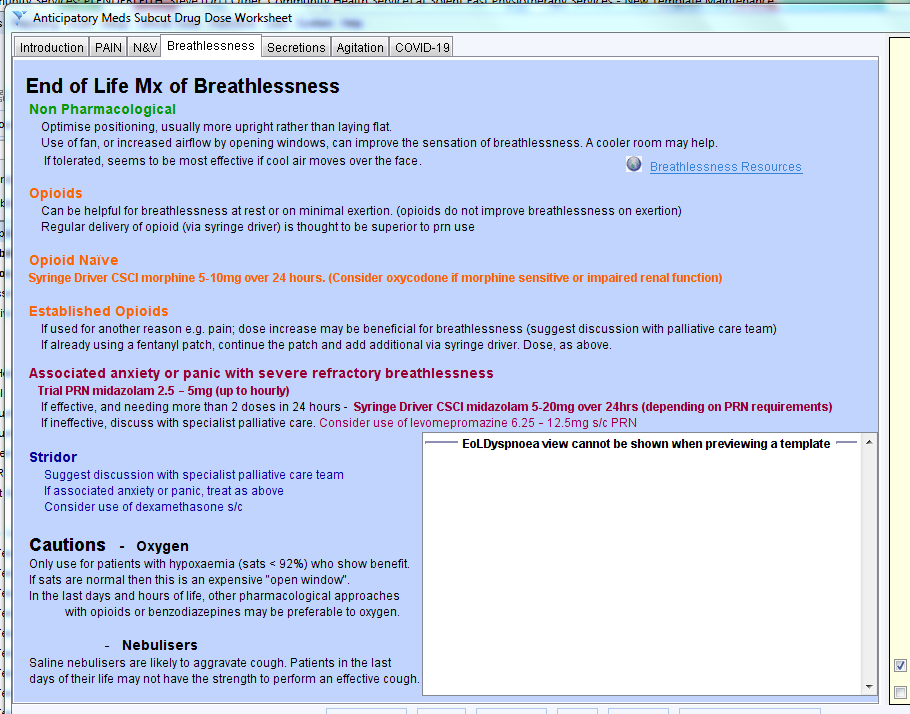 Anticipatory Meds Subcut Drug Dose Worksheet
Introduction PAIN N&V Breathlessness Secretions Agitation COVID-19
End of Life Mx of Breathlessness
Non Pharmacological
Optimise positioning, usually more upright rather than laying flat.
Use of fan, or increased airflow by opening windows, can improve the sensation of breathlessness. A cooler room may help.
If tolerated, seems to be most effective if cool air moves over the face.
Breathlessness Resources
Opioids
Can be helpful for breathlessness at rest or on minimal exertion. (opioids do not improve breathlessness on exertion)
Regular delivery of opioid (via syringe driver) is thought to be superior to prn use
Opioid Naïve
Syringe Driver CSCI morphine 5-10mg over 24 hours. (Consider oxycodone if morphine sensitive or impaired renal function)
Established Opioids
If used for another reason e.g. pain; dose increase may be beneficial for breathlessness (suggest discussion with palliative care team)
If already using a fentanyl patch, continue the patch and add additional via syringe driver. Dose, as above.
Associated anxiety or panic with severe refractory breathlessness
Trial PRN midazolam 2.5 – 5mg (up to hourly)
If effective, and needing more than 2 doses in 24 hours - Syringe Driver CSCI midazolam 5-20mg over 24hrs (depending on PRN requirements)
If ineffective, discuss with specialist palliative care. Consider use of levomepromazine 6.25 - 12.5mg s/c PRN
EoLDyspnoea view cannot be shown when previewing a template
Stridor
Suggest discussion with specialist palliative care team
If associated anxiety or panic, treat as above
Consider use of dexamethasone s/c
Cautions - Oxygen
Only use for patients with hypoxaemia (sats < 92%) who show benefit.
If sats are normal then this is an expensive "open window".
In the last days and hours of life, other pharmacological approaches
with opioids or benzodiazepines may be preferable to oxygen.
- Nebulisers
Saline nebulisers are likely to aggravate cough. Patients in the last
days of their life may not have the strength to perform an effective cough.